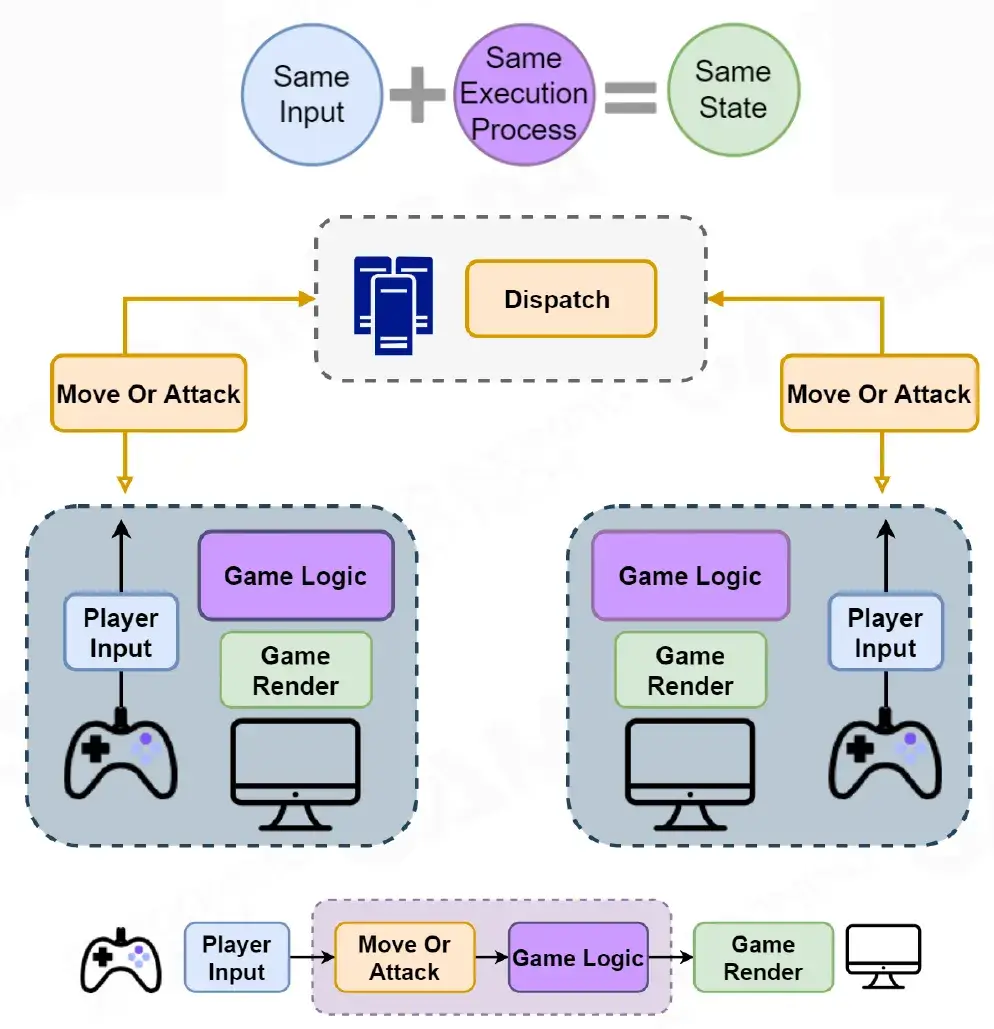 Same
Input
Same
Execution
Process
Same
State
Dispatch
Move Or Attack
Move Or Attack
Game Logic
Player
Input
Game
Render
Game Logic
Player
Input
Game
Render
Player
Input
Move Or
Attack
Game Logic
Game
Render